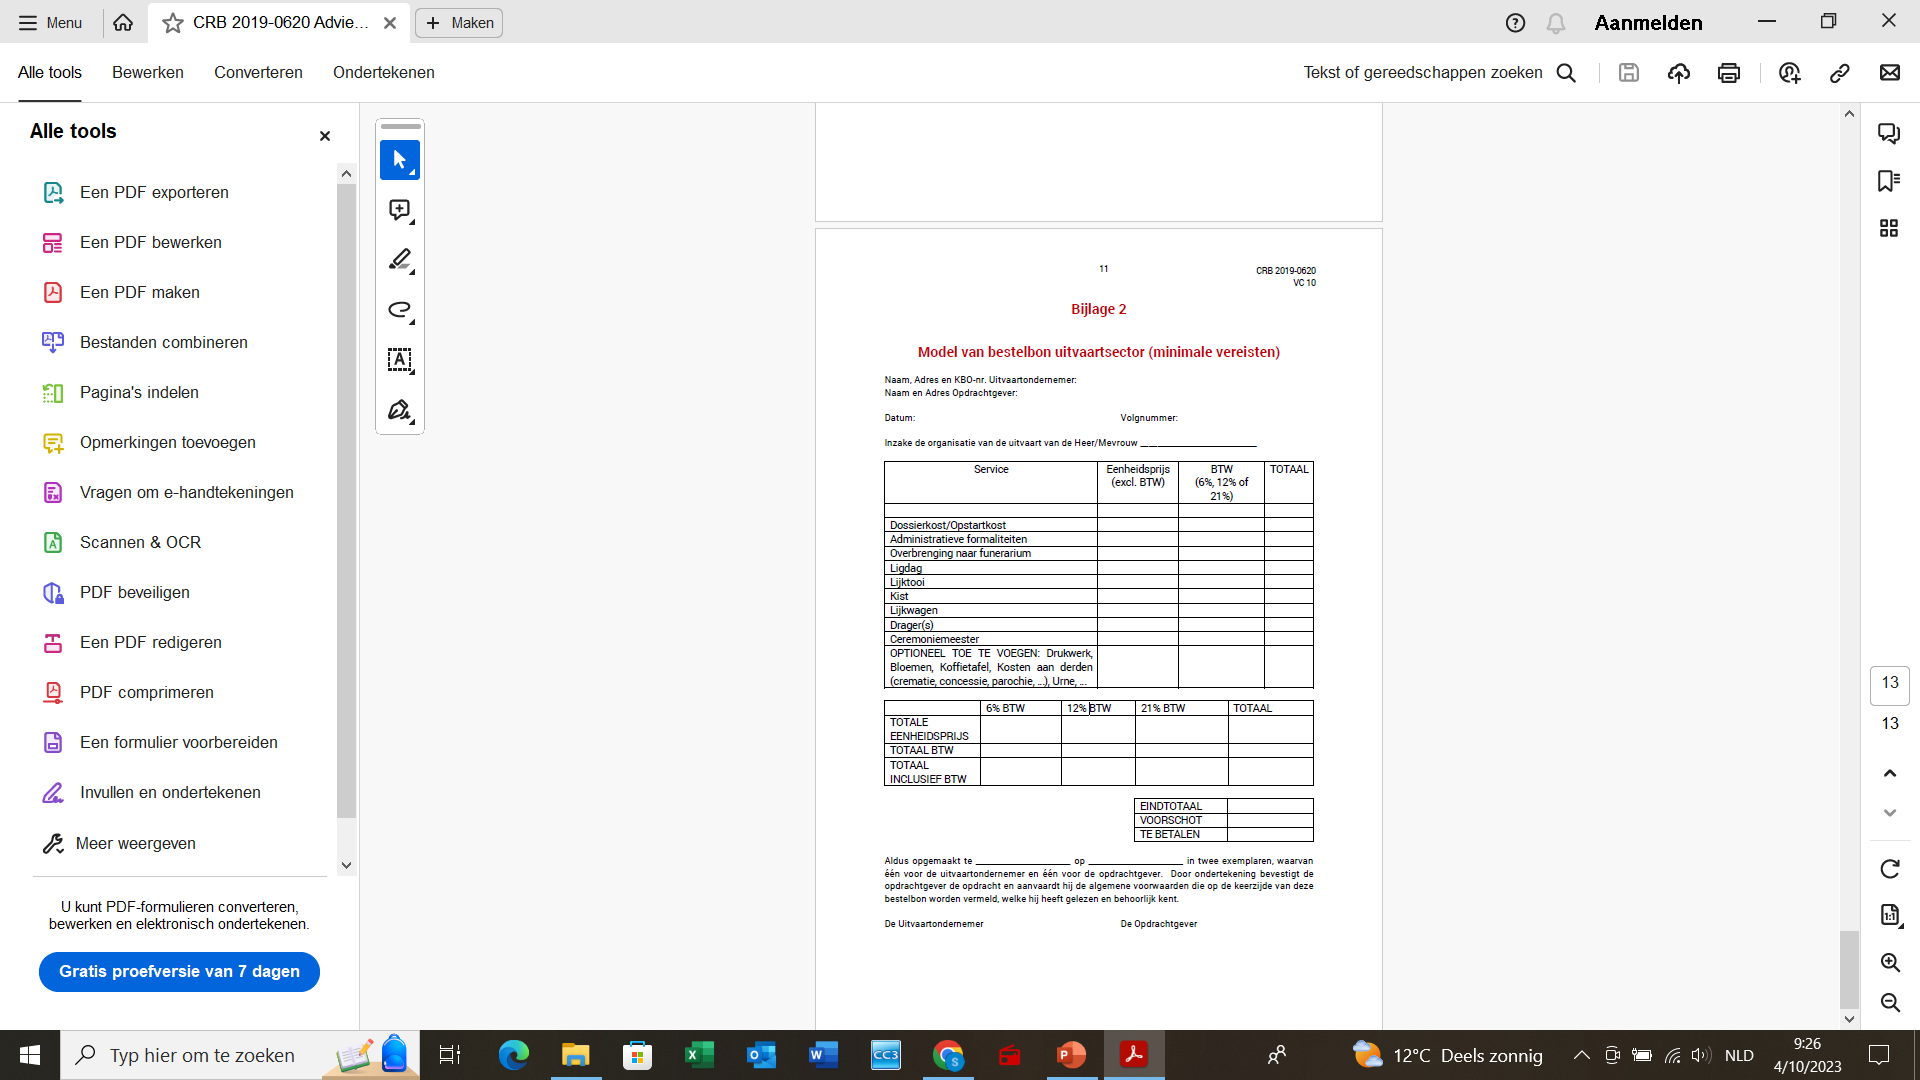 Menu
CRB 2019-0620 Advie...
Maken
Aanmelden
Alle tools
Bewerken
Converteren
Ondertekenen
Tekst of gereedschappen zoeken
Alle tools
Een PDF exporteren
Een PDF bewerken
Een PDF maken
Bestanden combineren
Pagina's indelen
Opmerkingen toevoegen
Vragen om e-handtekeningen
Scannen & OCR
PDF beveiligen
Een PDF redigeren
PDF comprimeren
Een formulier voorbereiden
Invullen en ondertekenen
Meer weergeven
U kunt PDF-formulieren converteren,
bewerken en elektronisch ondertekenen.
Gratis proefversie van 7 dagen
11
CRB 2019-0620
VC 10
Bijlage 2
Model van bestelbon uitvaartsector (minimale vereisten)
Naam, Adres en KBO-nr. Uitvaartondernemer:
Naam en Adres Opdrachtgever:
Datum: Volgnummer:
Inzake de organisatie van de uitvaart van de Heer/Mevrouw ____________________
Service Eenheidsprijs (excl. BTW) BTW (6%, 12% of 21%) TOTAAL
Dossierkost/Opstartkost
Administratieve formaliteiten
Overbrenging naar funerarium
Ligdag
Lijktooi
Kist
Lijkwagen
Drager(s)
Ceremoniemeester
OPTIONEEL TOE TE VOEGEN: Drukwerk,
Bloemen, Koffietafel, Kosten aan derden
(crematie, concessie, parochie, ...), Urne, ...
6% BTW 12% BTW 21% BTW TOTAAL
TOTALE
EENHEIDSPRIJS
TOTAAL BTW
TOTAAL
INCLUSIEF BTW
EINDTOTAAL
VOORSCHOT
TE BETALEN
Aldus opgemaakt te ________________ op ________________ in twee exemplaren, waarvan
één voor de uitvaartondernemer en één voor de opdrachtgever. Door ondertekening bevestigt de
opdrachtgever de opdracht en aanvaardt hij de algemene voorwaarden die op de keerzijde van deze
bestelbon worden vermeld, welke hij heeft gelezen en behoorlijk kent.
De Uitvaartondernemer De Opdrachtgever
13
13
1:1
Typ hier om te zoeken
CC3
12°C Deels zonnig
NLD
9:26
4/10/2023